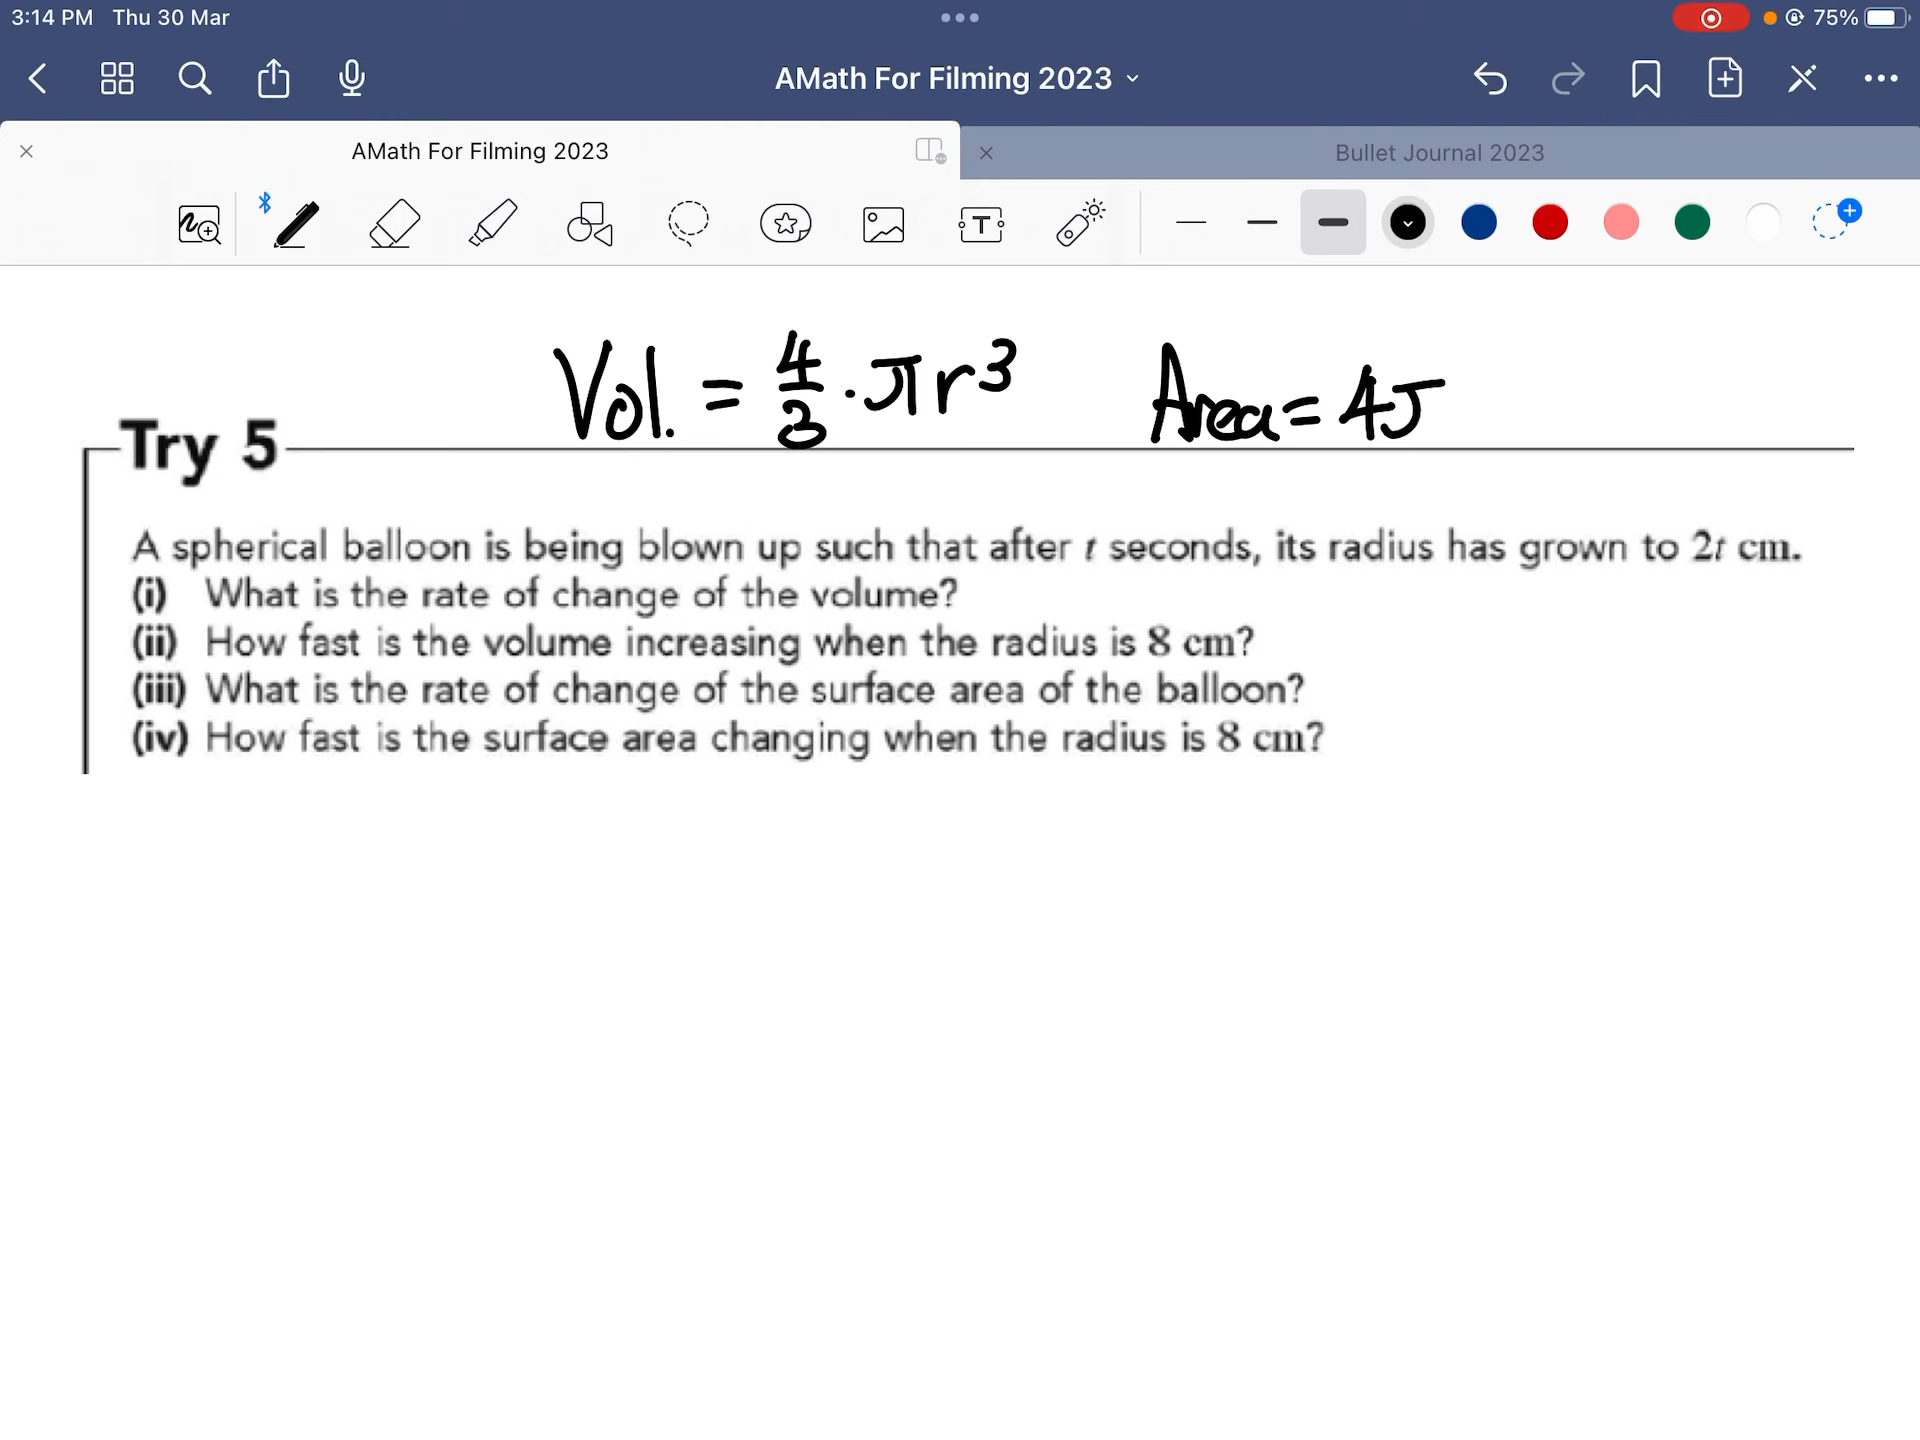 3:14 PM Thu 30 Mar
75%
AMath For Filming 2023
AMath For Filming 2023
Bullet Journal 2023
T
Vol. = 4/3 · πr³ Area = 4J
Try 5
A spherical balloon is being blown up such that after t seconds, its radius has grown to 2t cm.
(i) What is the rate of change of the volume?
(ii) How fast is the volume increasing when the radius is 8 cm?
(iii) What is the rate of change of the surface area of the balloon?
(iv) How fast is the surface area changing when the radius is 8 cm?